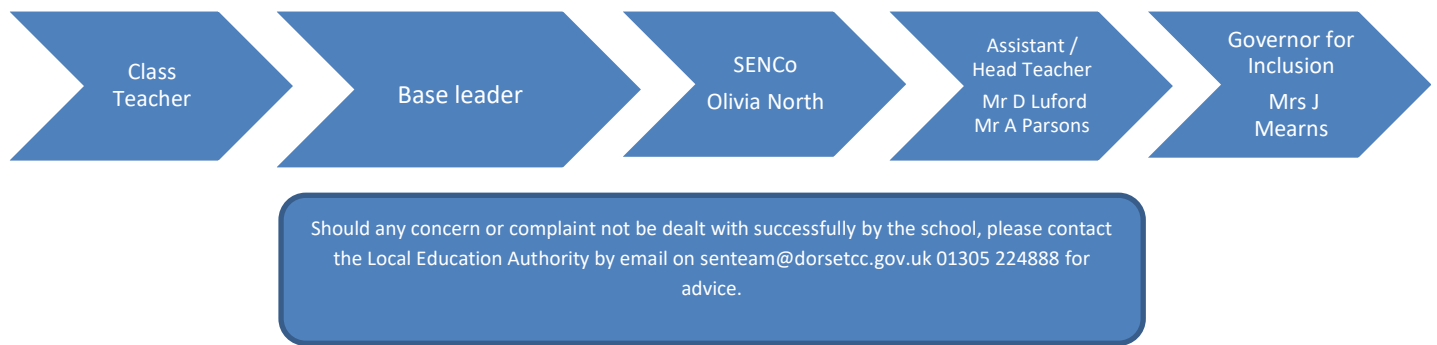 Class
Teacher
Base leader
SENCo
Olivia North
Assistant /
Head Teacher
Mr D Luford
Mr A Parsons
Governor for
Inclusion
Mrs J
Mearns
Should any concern or complaint not be dealt with successfully by the school, please contact
the Local Education Authority by email on senteam@dorsetcc.gov.uk 01305 224888 for
advice.